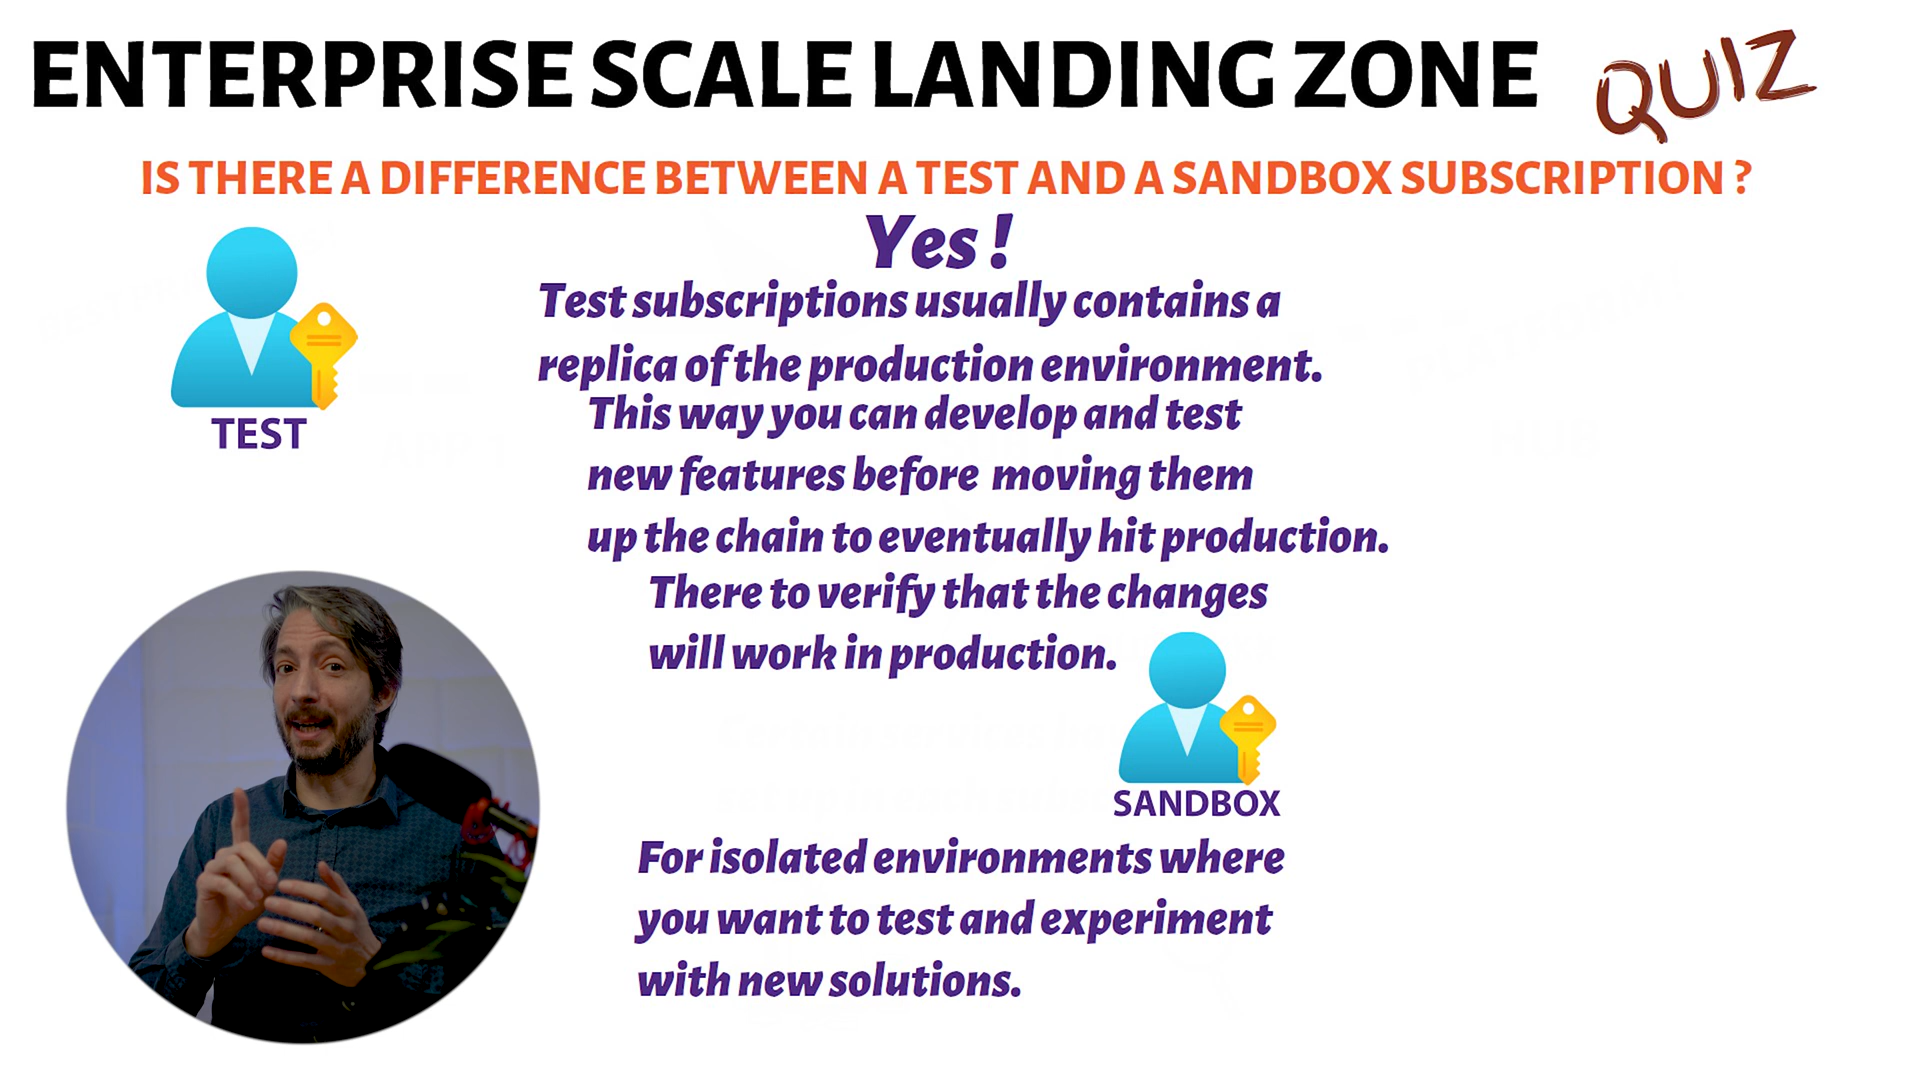 ENTERPRISE SCALE LANDING ZONE QUIZ
IS THERE A DIFFERENCE BETWEEN A TEST AND A SANDBOX SUBSCRIPTION ?
Yes !
Test subscriptions usually contains a
replica of the production environment.
TEST
This way you can develop and test
new features before moving them
up the chain to eventually hit production.
There to verify that the changes
will work in production.
SANDBOX
For isolated environments where
you want to test and experiment
with new solutions.